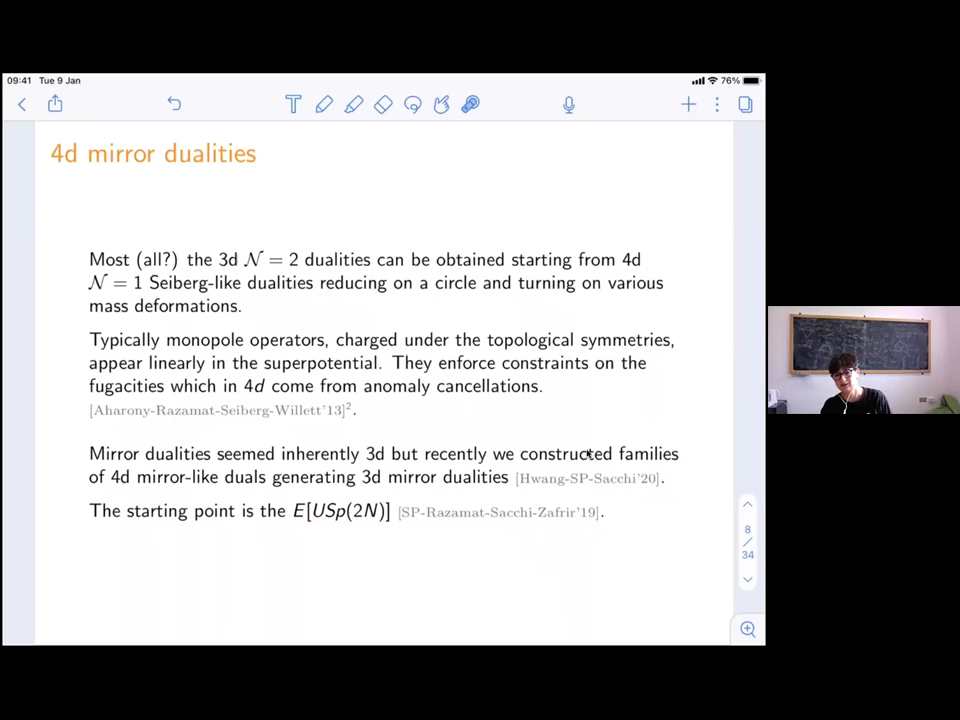 09:41 Tue 9 Jan
76%
T
4d mirror dualities
Most (all?) the 3d 𝒩 = 2 dualities can be obtained starting from 4d
𝒩 = 1 Seiberg-like dualities reducing on a circle and turning on various
mass deformations.
Typically monopole operators, charged under the topological symmetries,
appear linearly in the superpotential. They enforce constraints on the
fugacities which in 4d come from anomaly cancellations.
[Aharony-Razamat-Seiberg-Willett'13]².
Mirror dualities seemed inherently 3d but recently we constructed families
of 4d mirror-like duals generating 3d mirror dualities [Hwang-SP-Sacchi'20].
The starting point is the E[USp(2N)] [SP-Razamat-Sacchi-Zafrir'19].
8
/
34